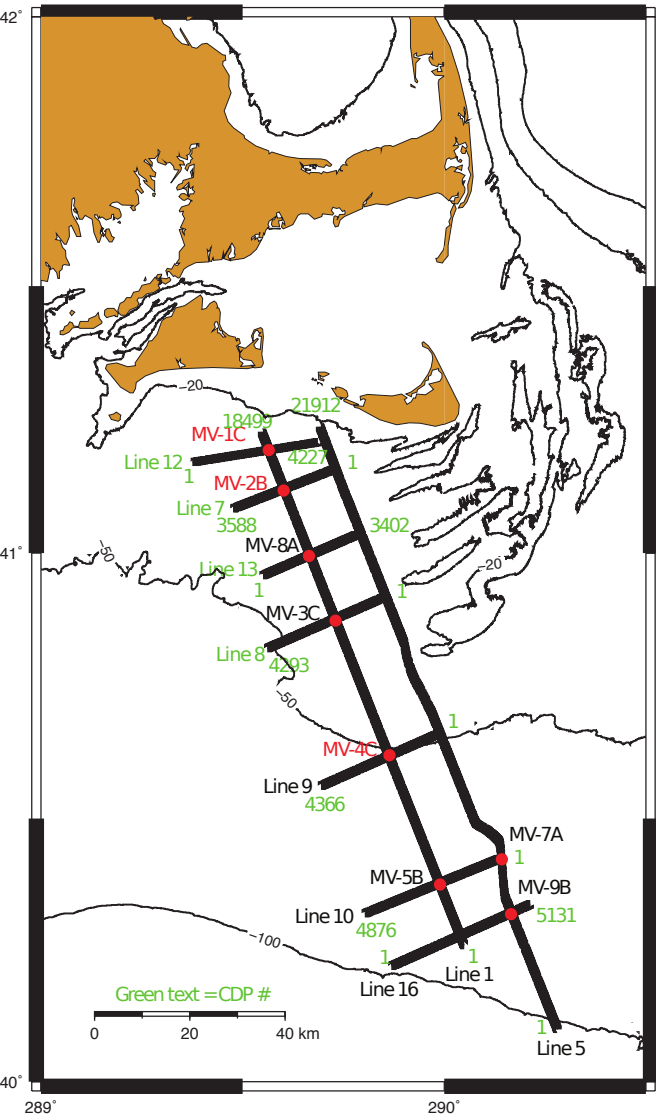 42°
−20
21912
18499
MV-1C
4227
1
Line 12
1
MV-2B
Line 7
3588
3402
MV-8A
41°
−50
−20
Line 13
1
1
MV-3C
Line 8
4293
−50
1
MV-4C
Line 9
4366
MV-7A
1
MV-5B
MV-9B
Line 10
4876
5131
−100
1
1
Line 1
Line 16
Green text = CDP #
0 20 40 km
1
Line 5
40°
289° 290°